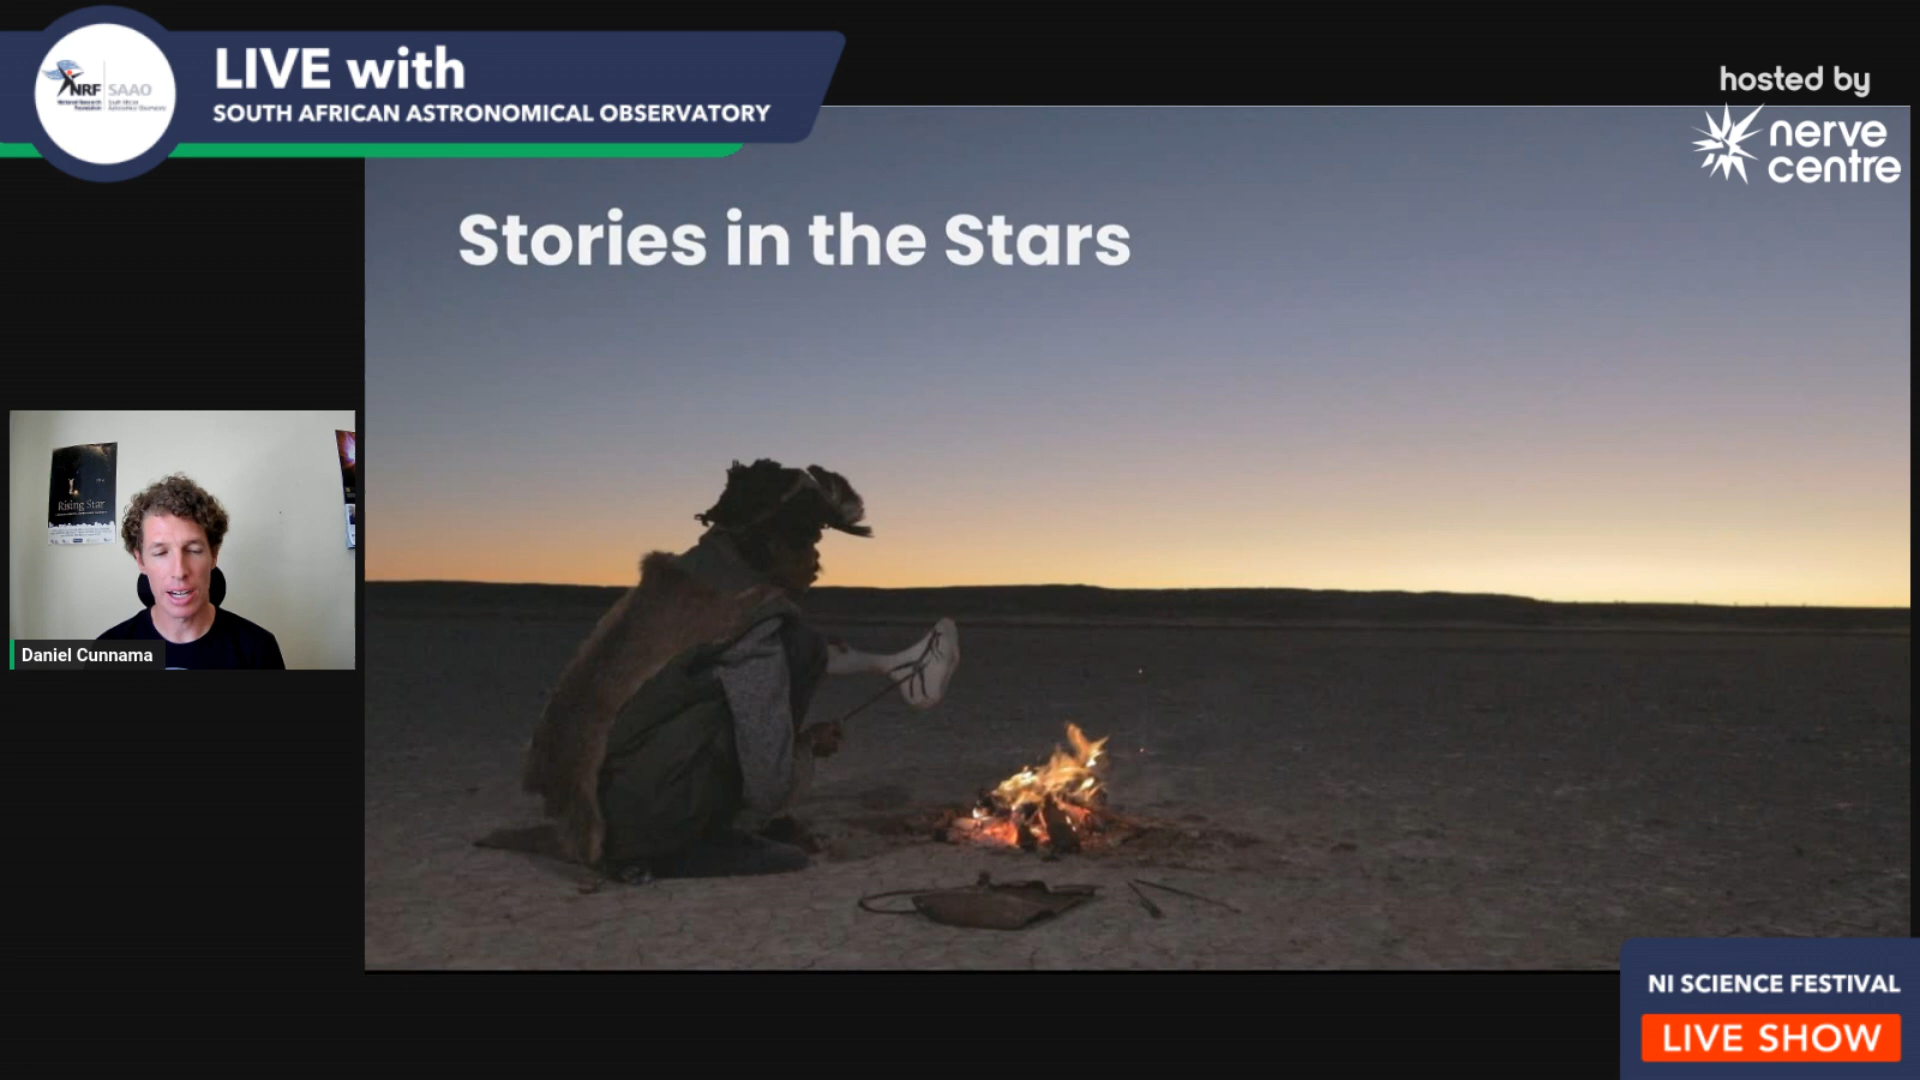 NRF SAAO
LIVE with
SOUTH AFRICAN ASTRONOMICAL OBSERVATORY
hosted by
nerve
centre
Stories in the Stars
Rising Star
Daniel Cunnama
NI SCIENCE FESTIVAL
LIVE SHOW